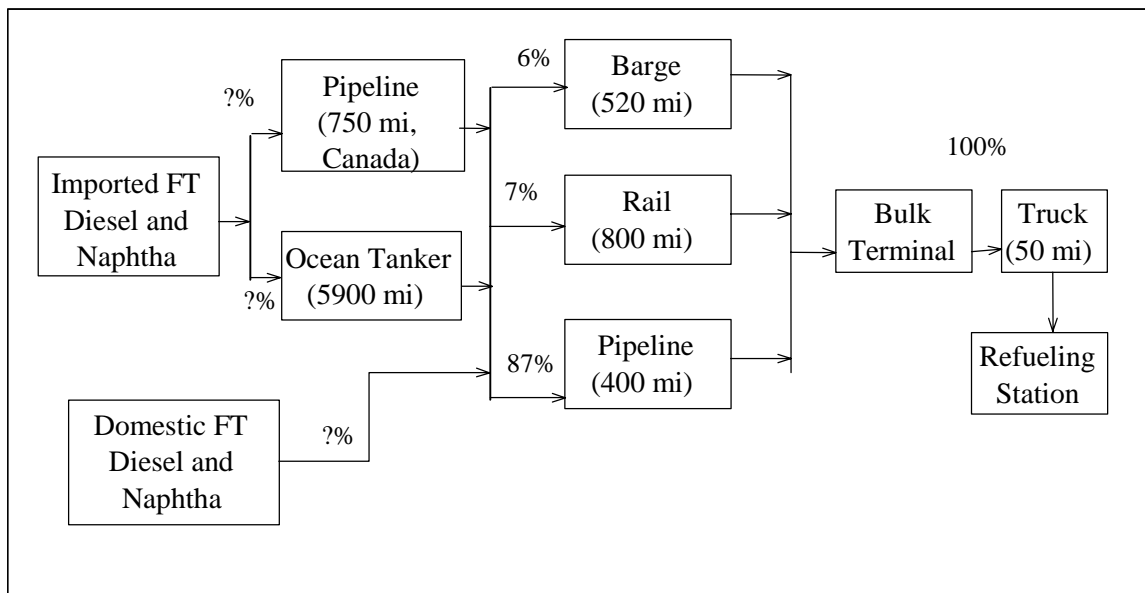 ?%
Pipeline
(750 mi,
Canada)
6%
Barge
(520 mi)
Imported FT
Diesel and
Naphtha
?%
Ocean Tanker
(5900 mi)
7%
Rail
(800 mi)
Bulk
Terminal
100%
Truck
(50 mi)
87%
Pipeline
(400 mi)
Refueling
Station
Domestic FT
Diesel and
Naphtha
?%